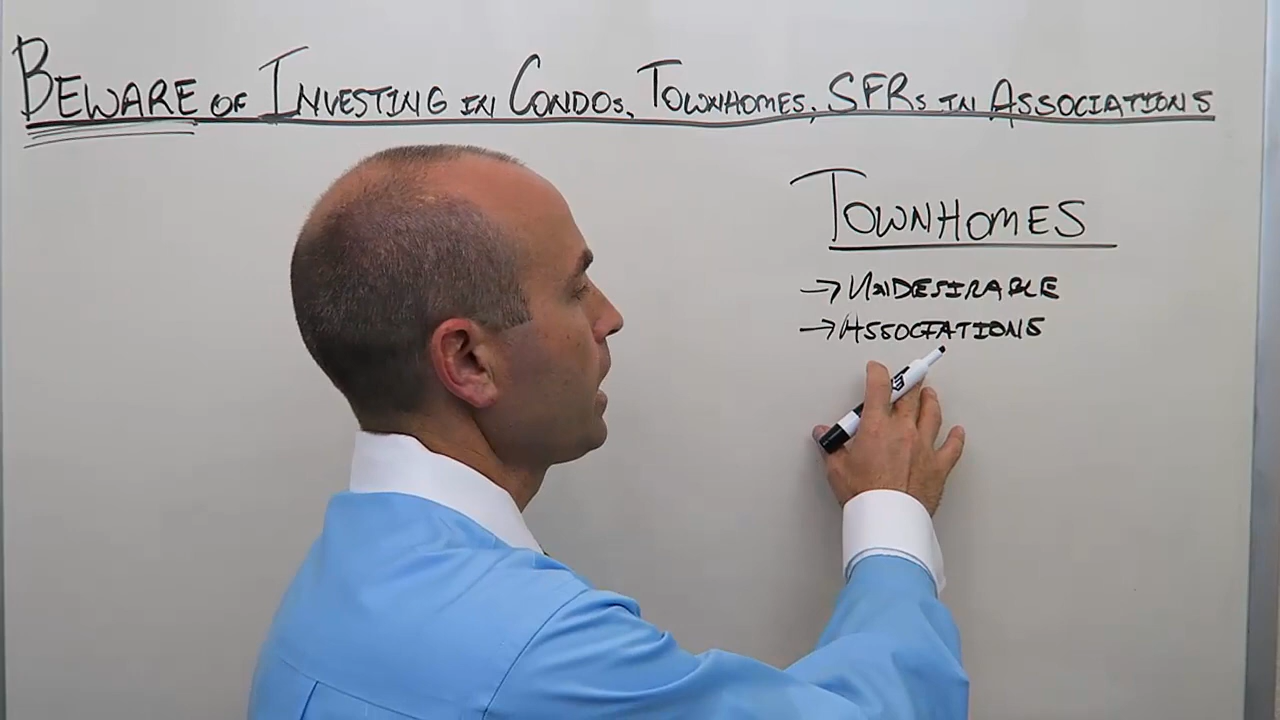 BEWARE OF INVESTING IN CONDOS, TOWNHOMES, SFRS IN ASSOCIATIONS
TOWNHOMES
→ UNDESIRABLE
→ ASSOCIATIONS